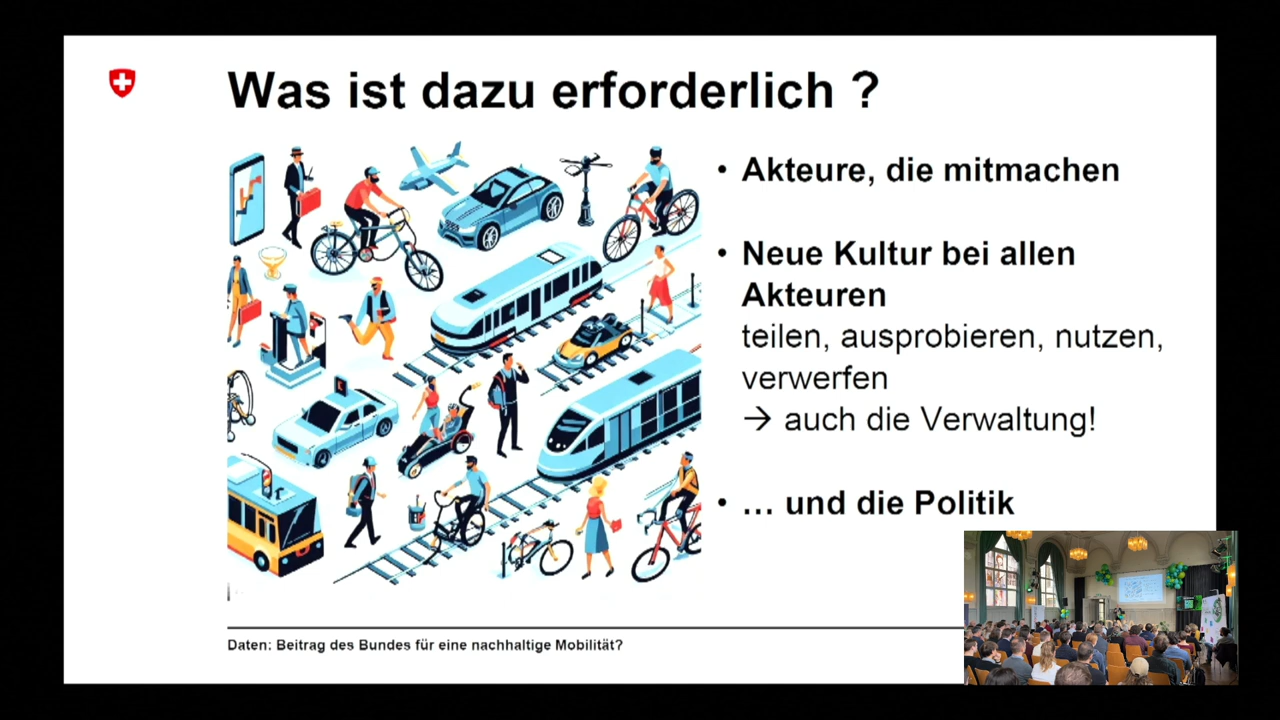 Was ist dazu erforderlich ?
• Akteure, die mitmachen
• Neue Kultur bei allen
Akteuren
teilen, ausprobieren, nutzen,
verwerfen
→ auch die Verwaltung!
• … und die Politik
Daten: Beitrag des Bundes für eine nachhaltige Mobilität?